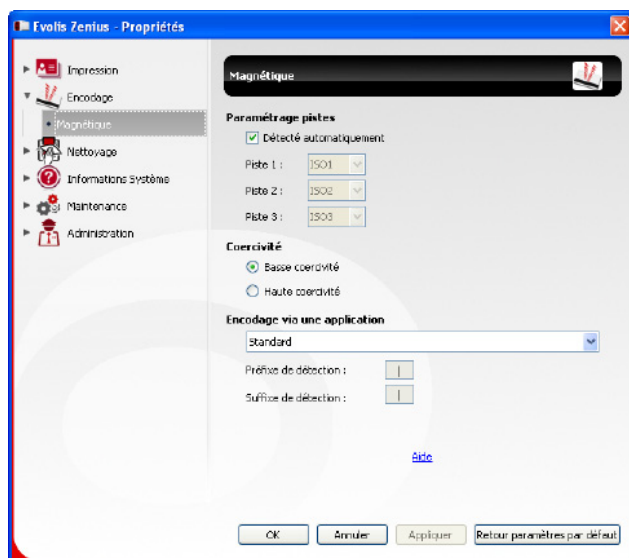 Evolis Zenius - Propriétés
Impression
Encodage
Magnétique
Nettoyage
Informations Système
Maintenance
Administration
Magnétique
Paramétrage pistes
Détecté automatiquement
Piste 1 : ISO1
Piste 2 : ISO2
Piste 3 : ISO3
Coercivité
Basse coercivité
Haute coercivité
Encodage via une application
Standard
Préfixe de détection : |
Suffixe de détection : |
Aide
OK Annuler Appliquer Retour paramètres par défaut